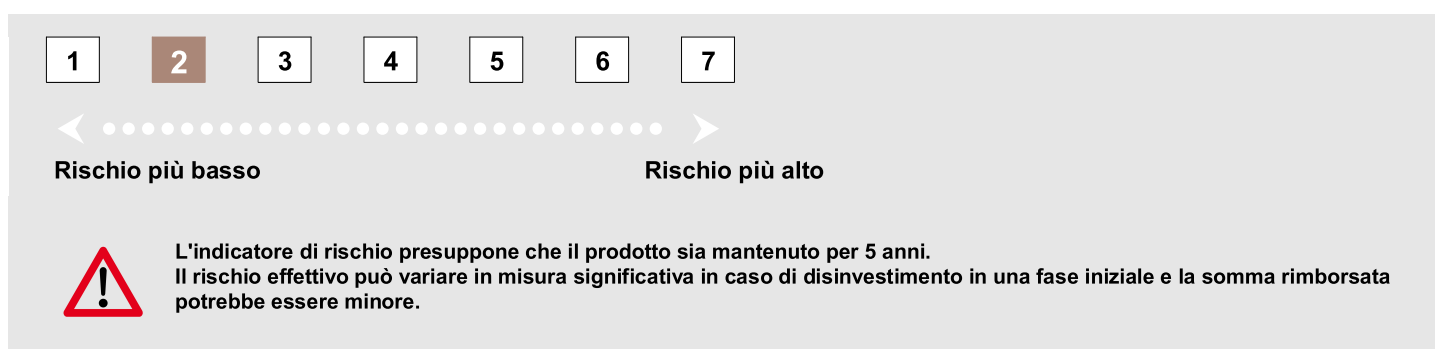 1 2 3 4 5 6 7
Rischio più basso Rischio più alto
L'indicatore di rischio presuppone che il prodotto sia mantenuto per 5 anni.
Il rischio effettivo può variare in misura significativa in caso di disinvestimento in una fase iniziale e la somma rimborsata
potrebbe essere minore.